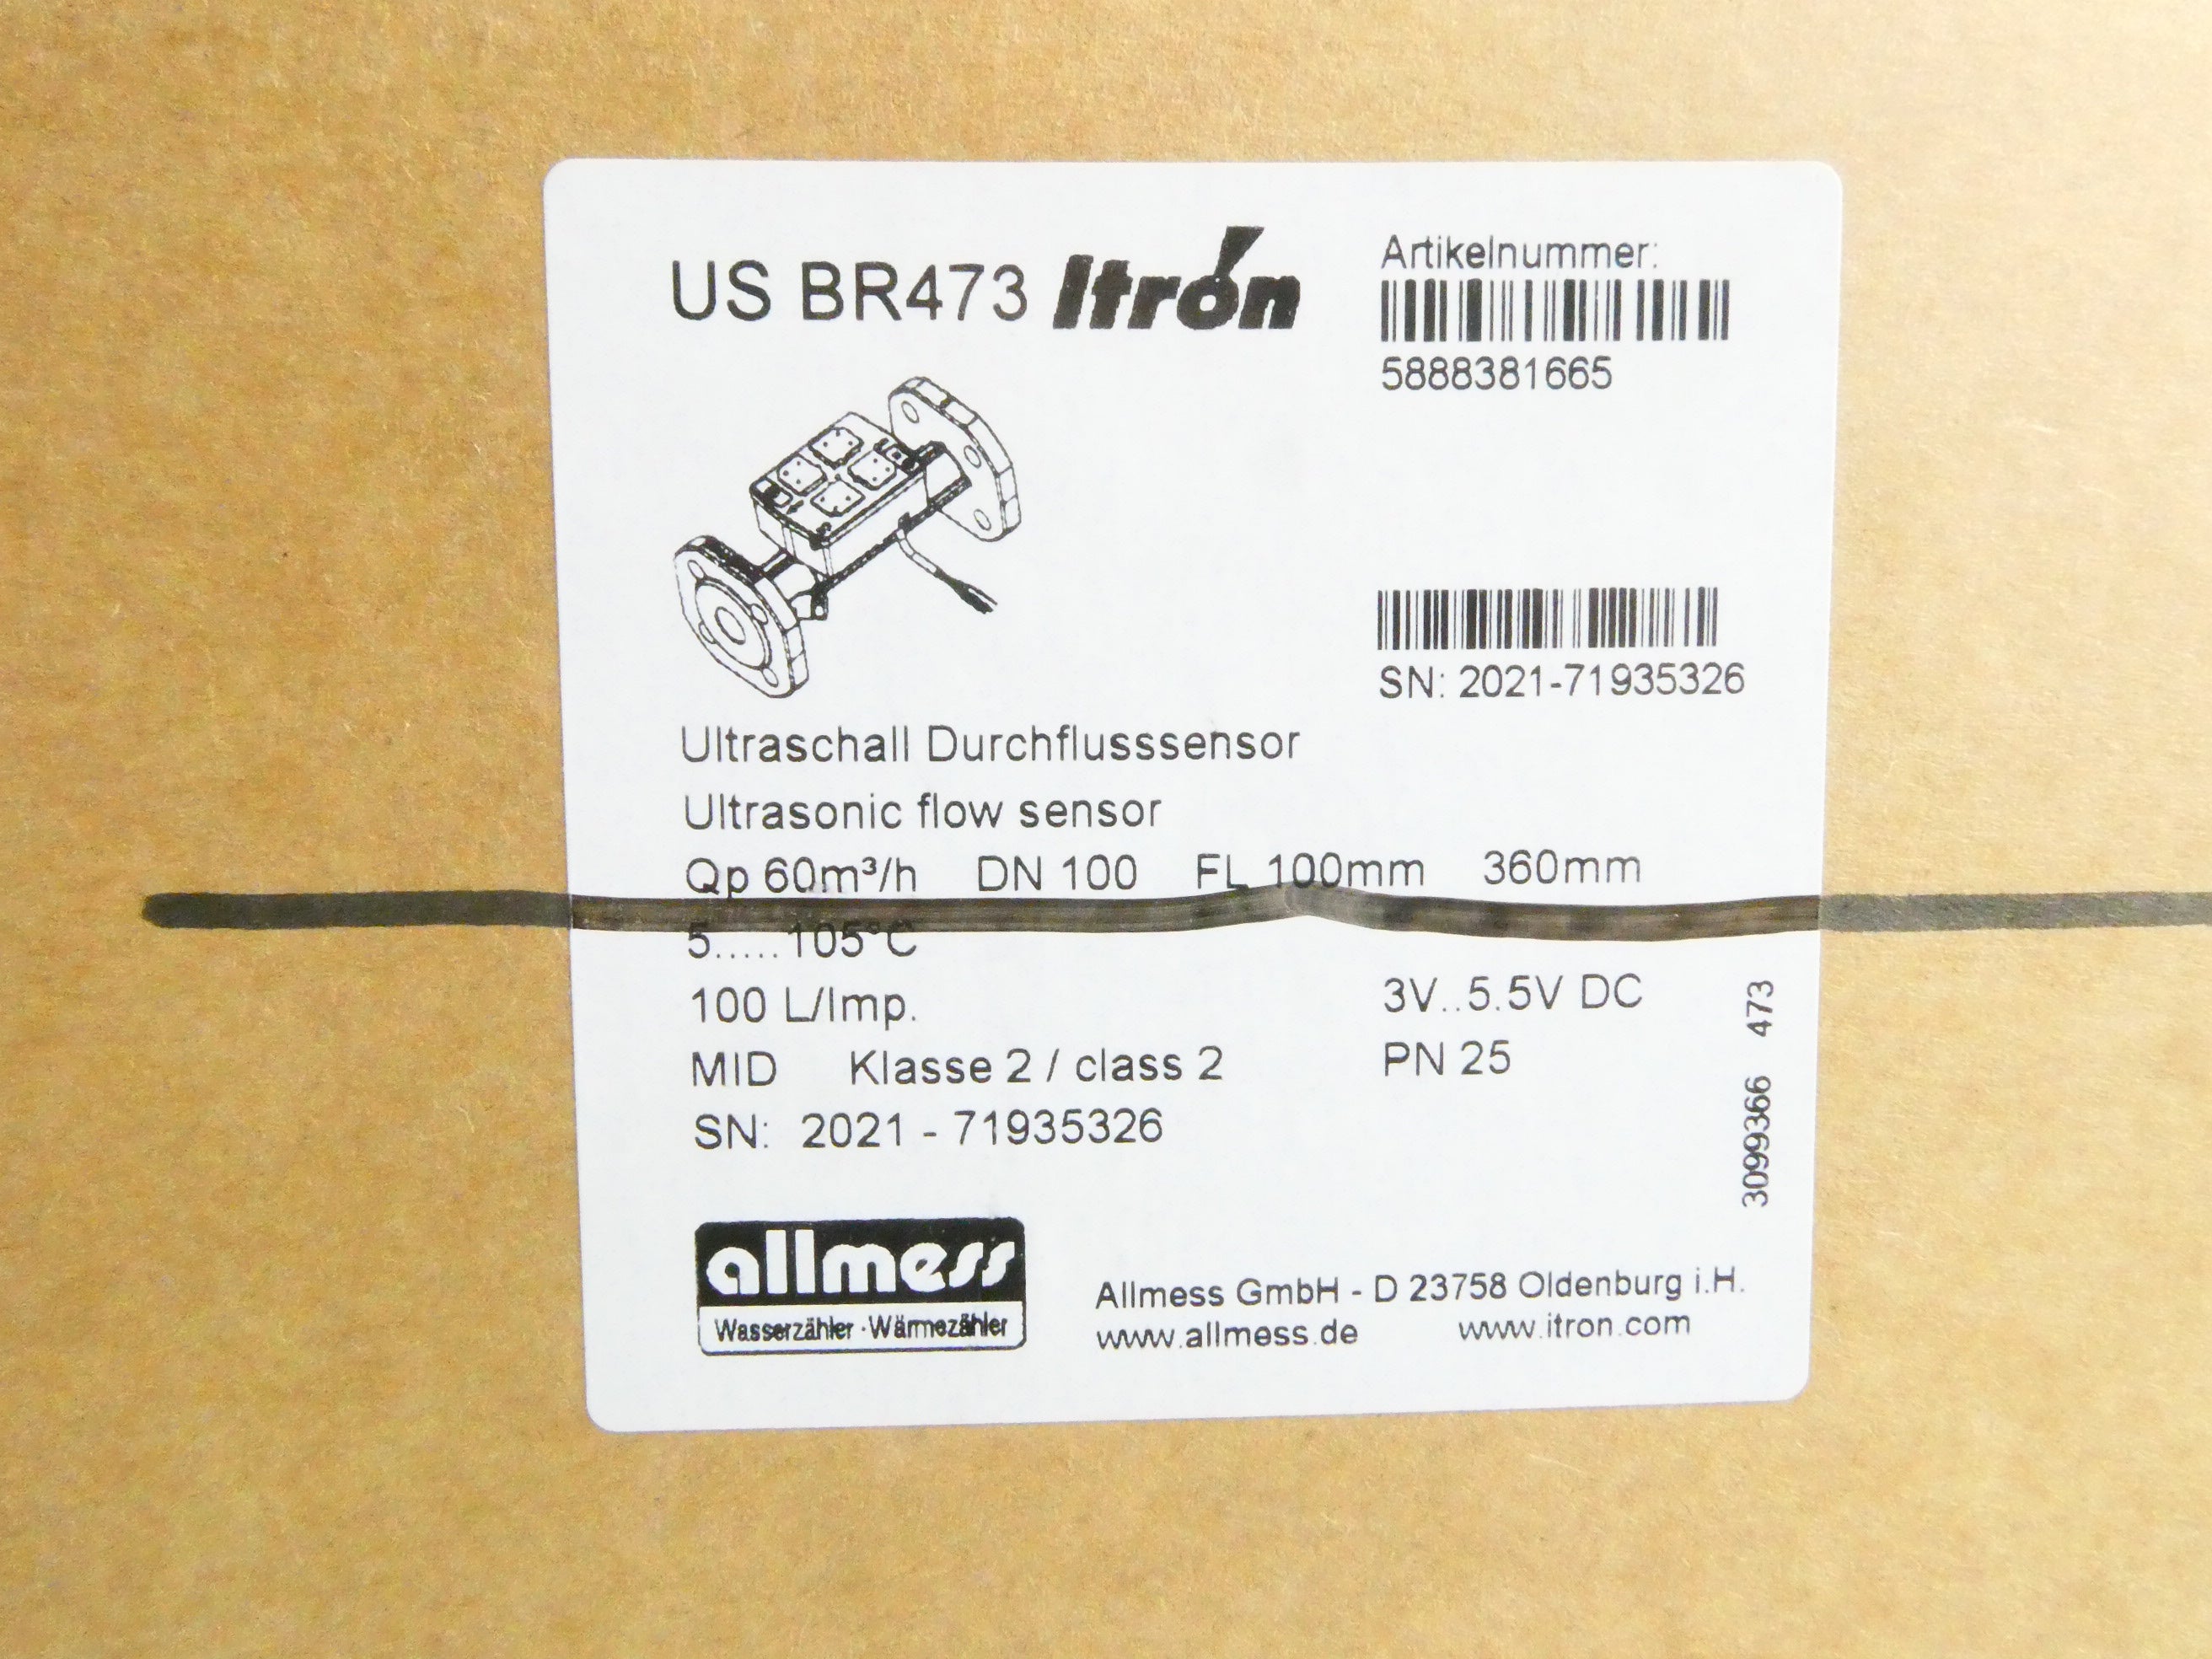 US BR473 Itron
Artikelnummer:
5888381665
SN: 2021-71935326
Ultraschall Durchflusssensor
Ultrasonic flow sensor
Qp 60m³/h DN 100 FL 100mm 360mm
5.....105°C
100 L/Imp. 3V..5.5V DC
MID Klasse 2 / class 2 PN 25
SN: 2021 - 71935326
3099366 473
allmess
Wasserzähler · Wärmezähler
Allmess GmbH - D 23758 Oldenburg i.H.
www.allmess.de www.itron.com